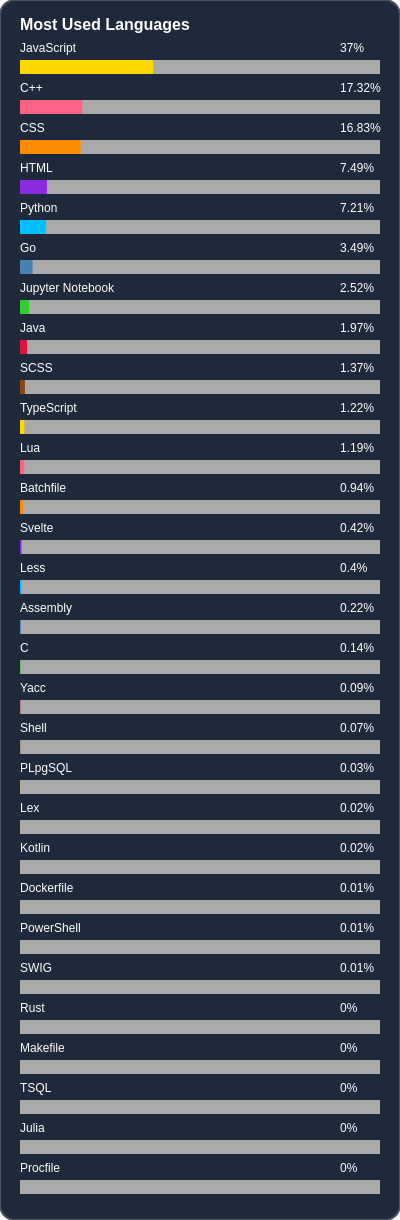 Most Used Languages
JavaScript 37%
C++ 17.32%
CSS 16.83%
HTML 7.49%
Python 7.21%
Go 3.49%
Jupyter Notebook 2.52%
Java 1.97%
SCSS 1.37%
TypeScript 1.22%
Lua 1.19%
Batchfile 0.94%
Svelte 0.42%
Less 0.4%
Assembly 0.22%
C 0.14%
Yacc 0.09%
Shell 0.07%
PLpgSQL 0.03%
Lex 0.02%
Kotlin 0.02%
Dockerfile 0.01%
PowerShell 0.01%
SWIG 0.01%
Rust 0%
Makefile 0%
TSQL 0%
Julia 0%
Procfile 0%